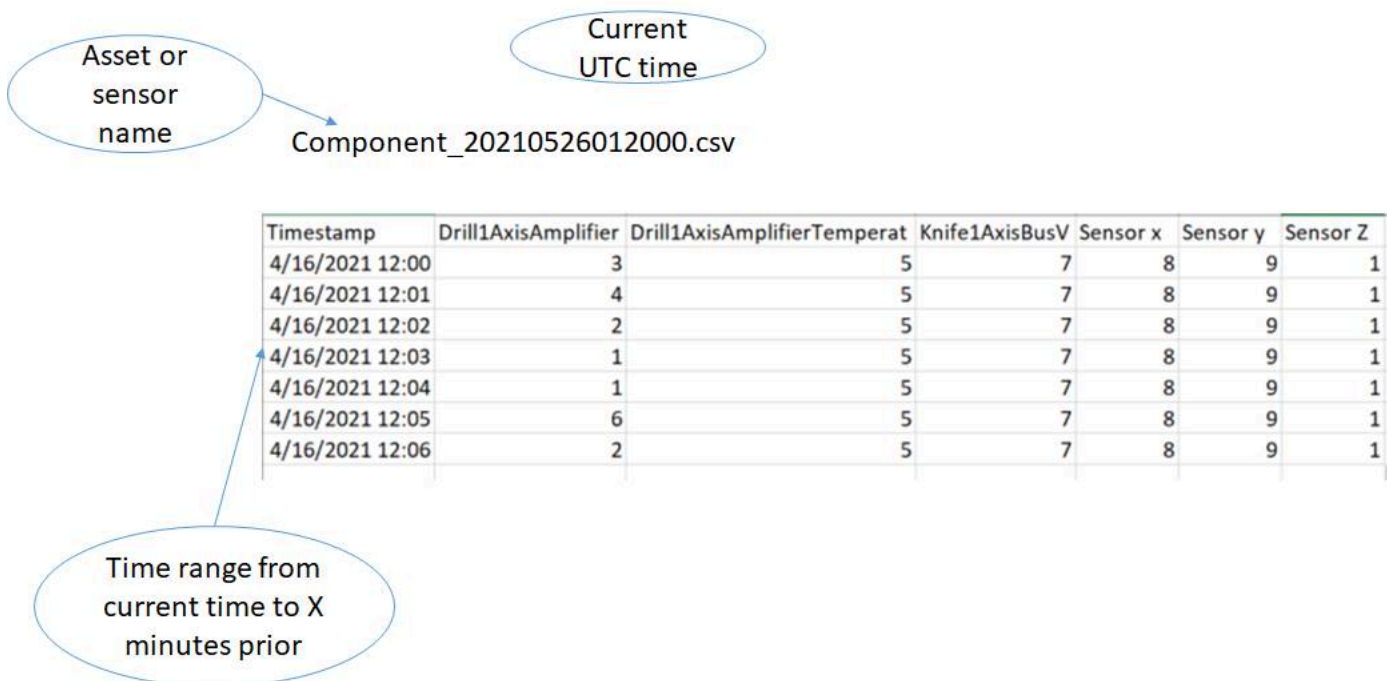 Asset or
sensor
name
Current
UTC time
Component_20210526012000.csv
Timestamp Drill1AxisAmplifier Drill1AxisAmplifierTemperat Knife1AxisBusV Sensor x Sensor y Sensor Z
4/16/2021 12:00 3 5 7 8 9 1
4/16/2021 12:01 4 5 7 8 9 1
4/16/2021 12:02 2 5 7 8 9 1
4/16/2021 12:03 1 5 7 8 9 1
4/16/2021 12:04 1 5 7 8 9 1
4/16/2021 12:05 6 5 7 8 9 1
4/16/2021 12:06 2 5 7 8 9 1
Time range from
current time to X
minutes prior